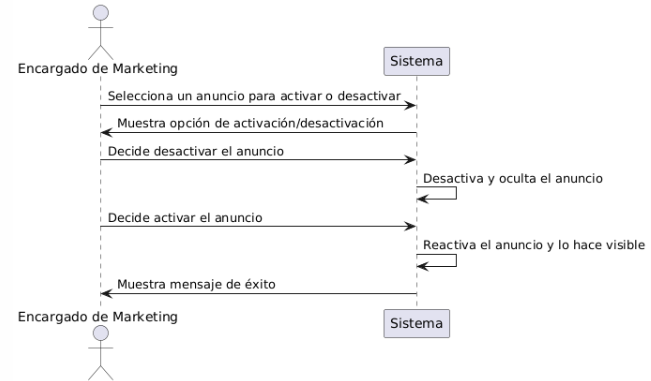 Encargado de Marketing
Sistema
Selecciona un anuncio para activar o desactivar
Muestra opción de activación/desactivación
Decide desactivar el anuncio
Desactiva y oculta el anuncio
Decide activar el anuncio
Reactiva el anuncio y lo hace visible
Muestra mensaje de éxito
Encargado de Marketing
Sistema